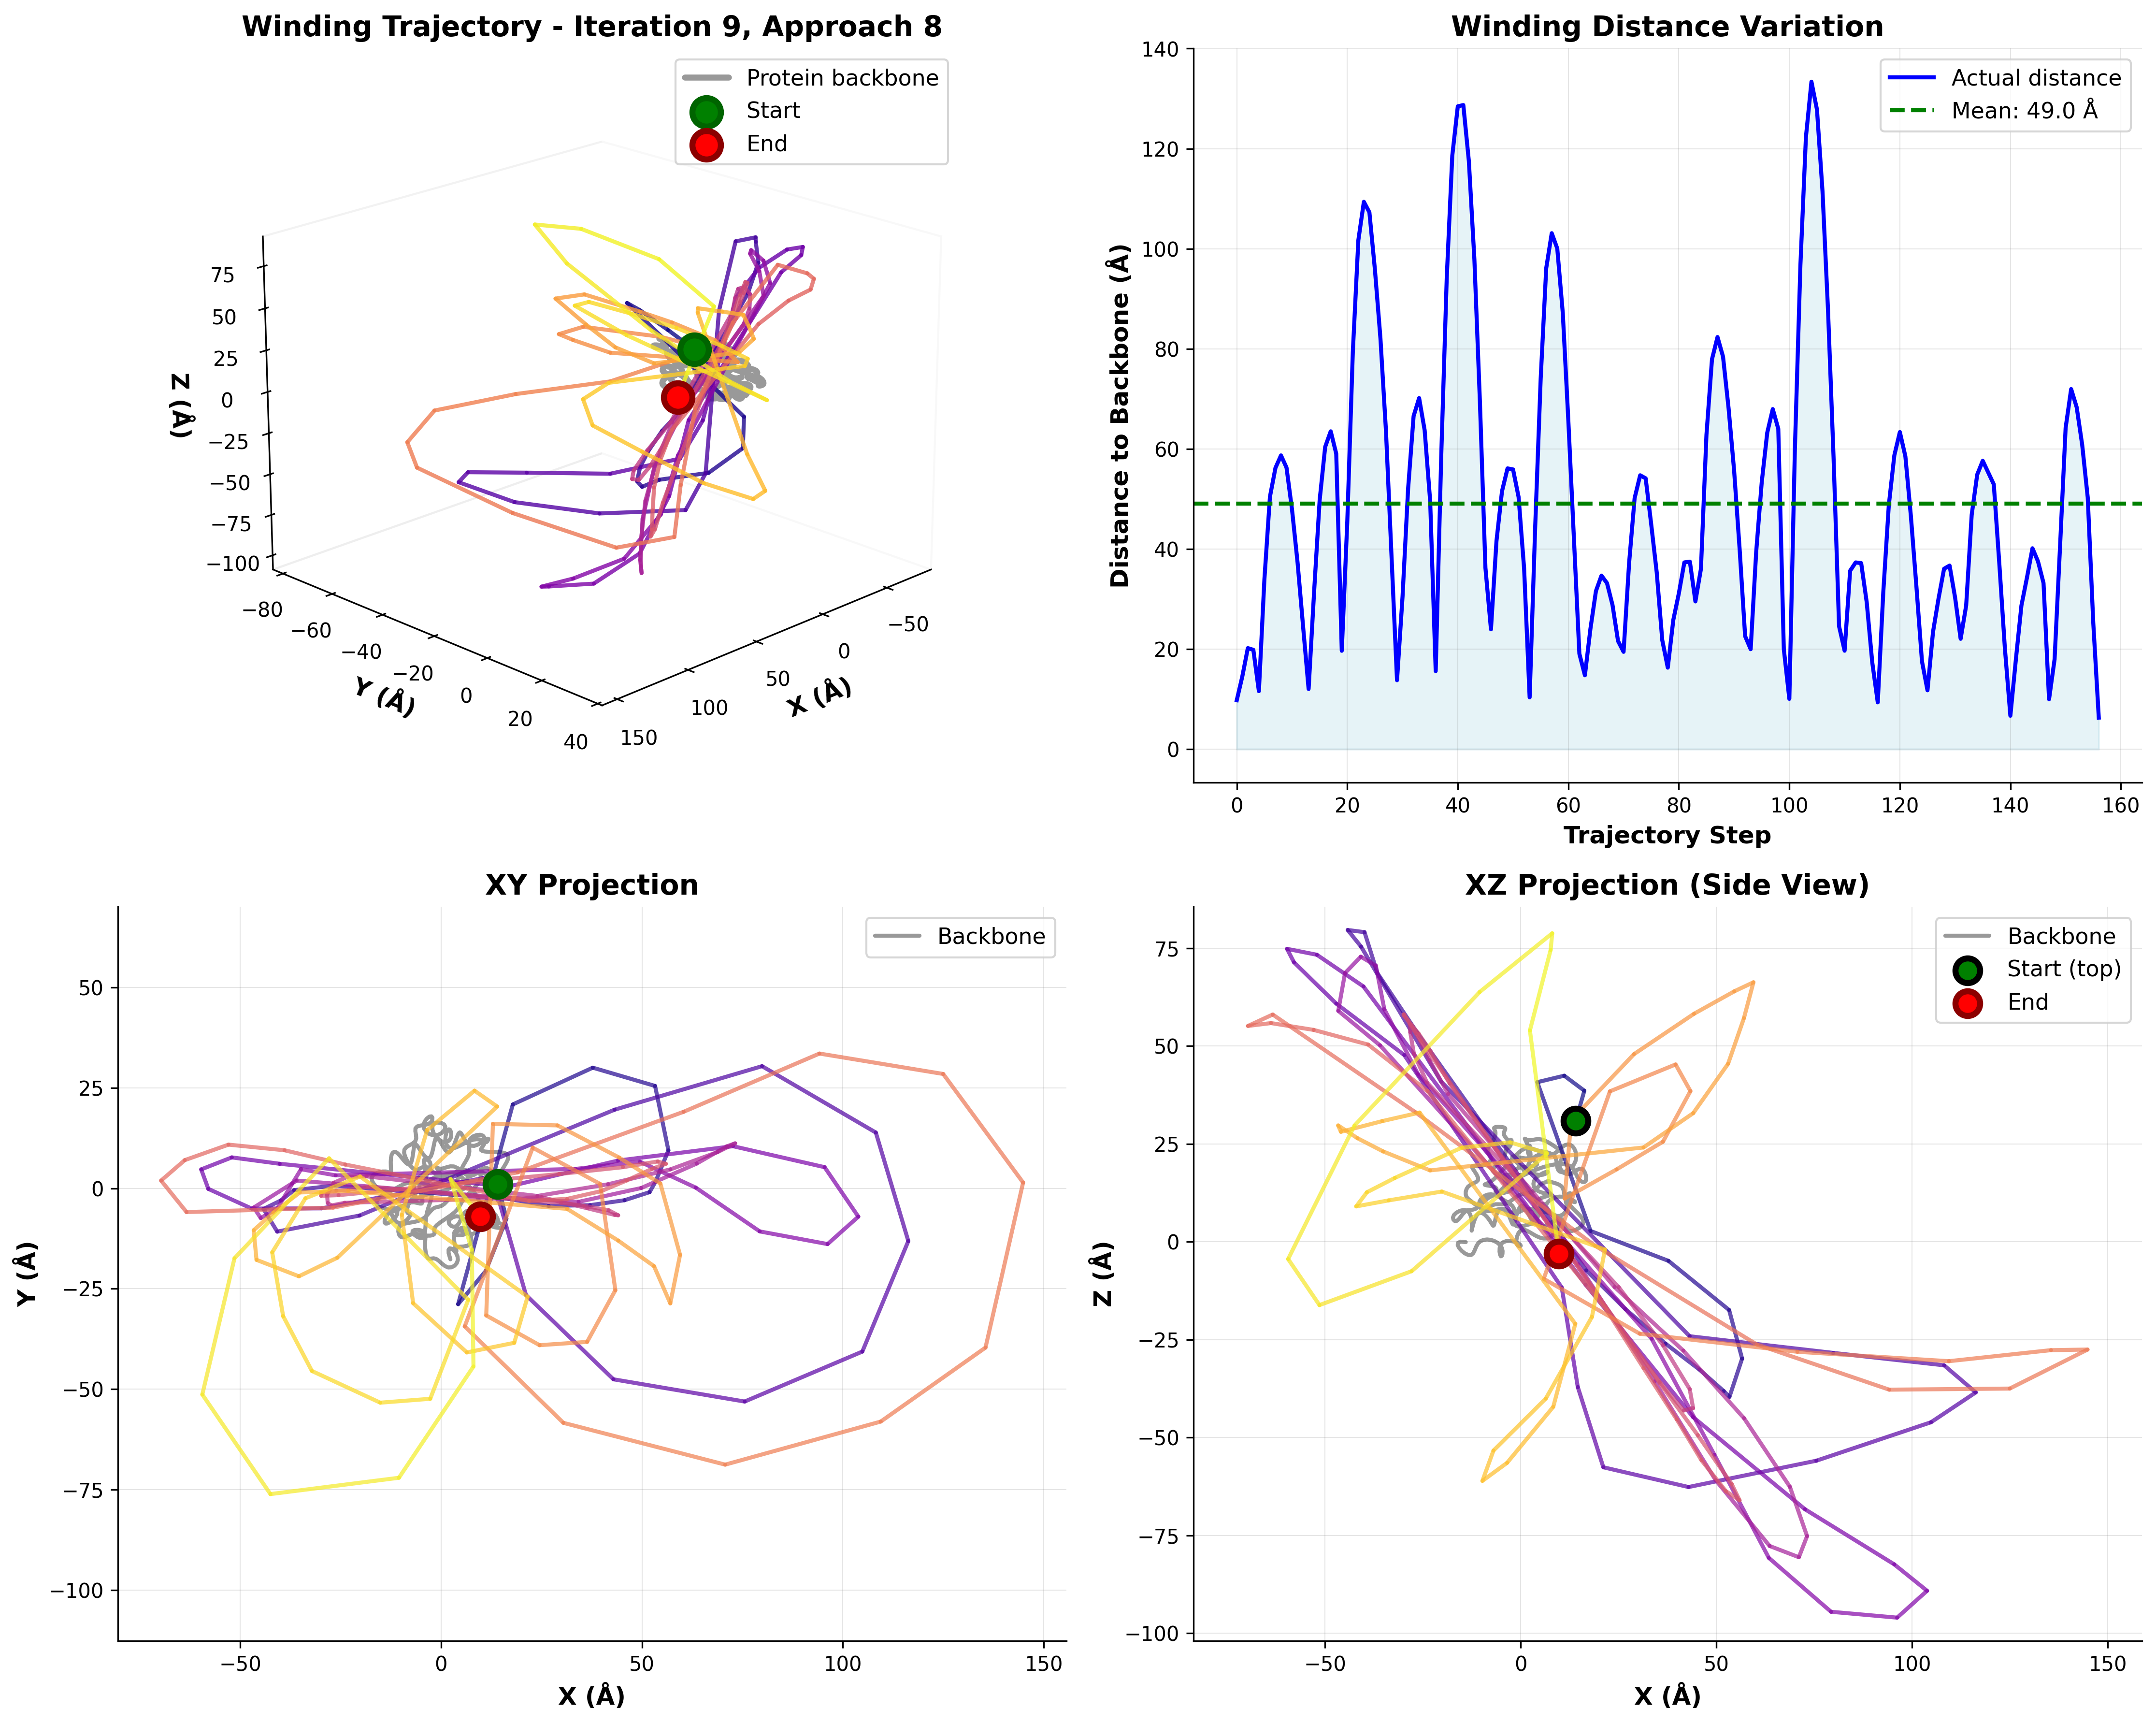 Winding Trajectory - Iteration 9, Approach 8
Protein backbone
Start
End
75
50
25
0
−25
−50
−75
−100
Z (Å)
−80
−60
−40
−20
0
20
40
Y (Å)
150
100
50
0
−50
X (Å)
Winding Distance Variation
Actual distance
Mean: 49.0 Å
140
120
100
80
60
40
20
0
Distance to Backbone (Å)
0 20 40 60 80 100 120 140 160
Trajectory Step
XY Projection
Backbone
50
25
0
−25
−50
−75
−100
Y (Å)
−50 0 50 100 150
X (Å)
XZ Projection (Side View)
Backbone
Start (top)
End
75
50
25
0
−25
−50
−75
−100
Z (Å)
−50 0 50 100 150
X (Å)